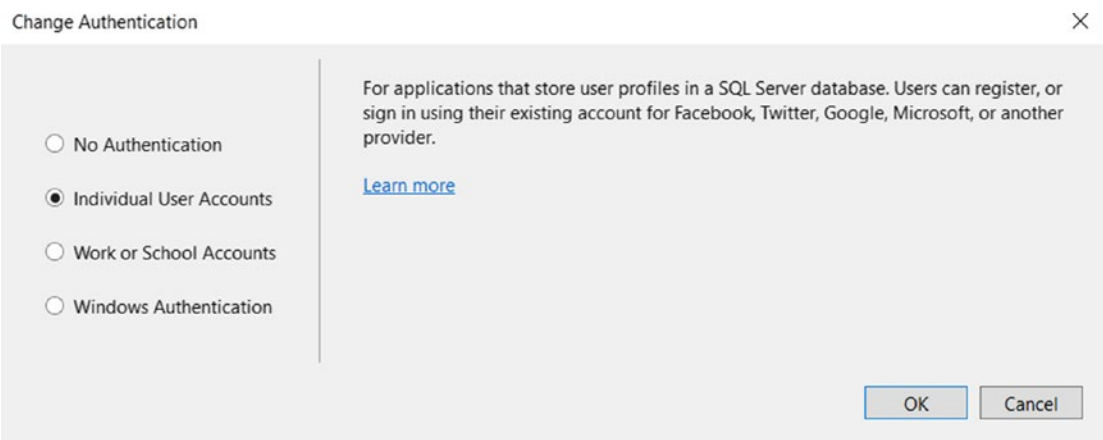 Change Authentication
No Authentication
Individual User Accounts
Work or School Accounts
Windows Authentication
For applications that store user profiles in a SQL Server database. Users can register, or
sign in using their existing account for Facebook, Twitter, Google, Microsoft, or another
provider.
Learn more
OK
Cancel